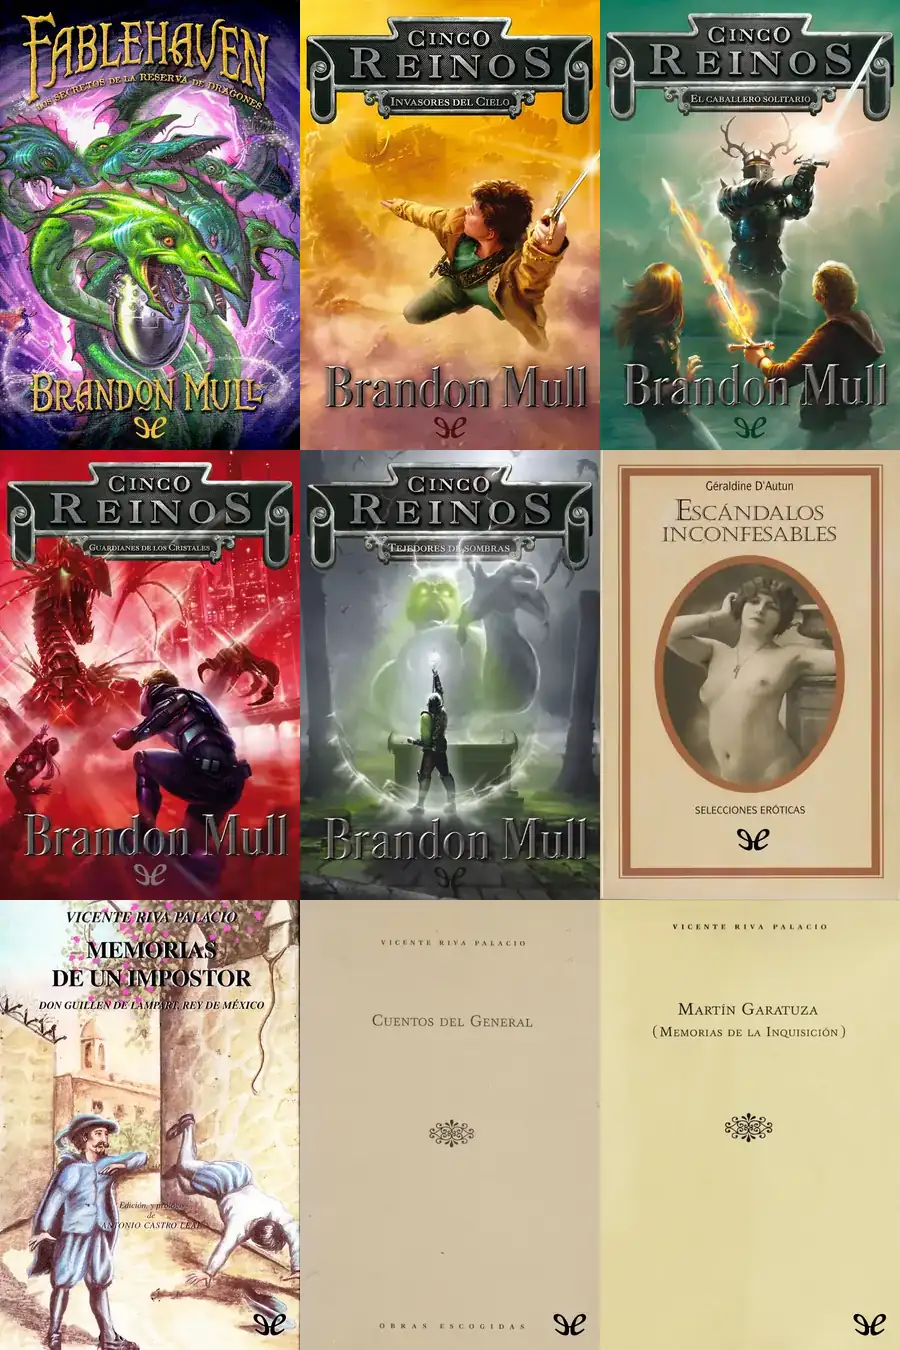 FABLEHAVEN
LOS SECRETOS DE LA RESERVA DE DRAGONES
BRANDON MULL
CINCO
REINOS
INVASORES DEL CIELO
Brandon Mull
CINCO
REINOS
EL CABALLERO SOLITARIO
Brandon Mull
CINCO
REINOS
GUARDIANES DE LOS CRISTALES
Brandon Mull
CINCO
REINOS
TEJEDORES DE SOMBRAS
Brandon Mull
Géraldine D'Autun
ESCÁNDALOS
INCONFESABLES
SELECCIONES ERÓTICAS
VICENTE RIVA PALACIO
MEMORIAS
DE UN IMPOSTOR
DON GUILLÉN DE LAMPART, REY DE MÉXICO
Edición, y prólogo
de
ANTONIO CASTRO LEAL
VICENTE RIVA PALACIO
CUENTOS DEL GENERAL
OBRAS ESCOGIDAS
VICENTE RIVA PALACIO
MARTÍN GARATUZA
(MEMORIAS DE LA INQUISICIÓN)